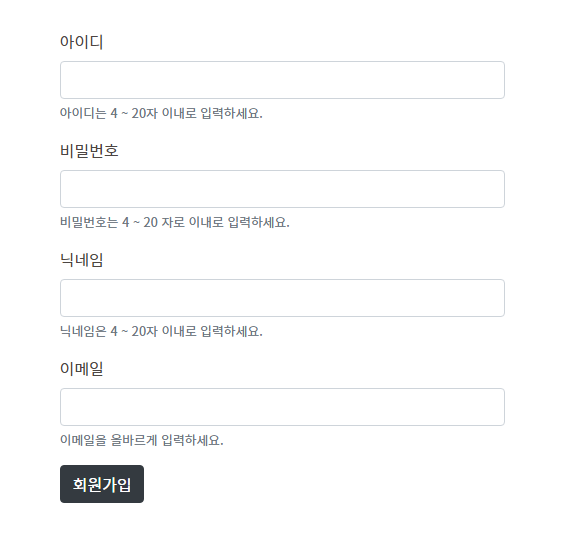 아이디
아이디는 4 ~ 20자 이내로 입력하세요.
비밀번호
비밀번호는 4 ~ 20 자로 이내로 입력하세요.
닉네임
닉네임은 4 ~ 20자 이내로 입력하세요.
이메일
이메일을 올바르게 입력하세요.
회원가입